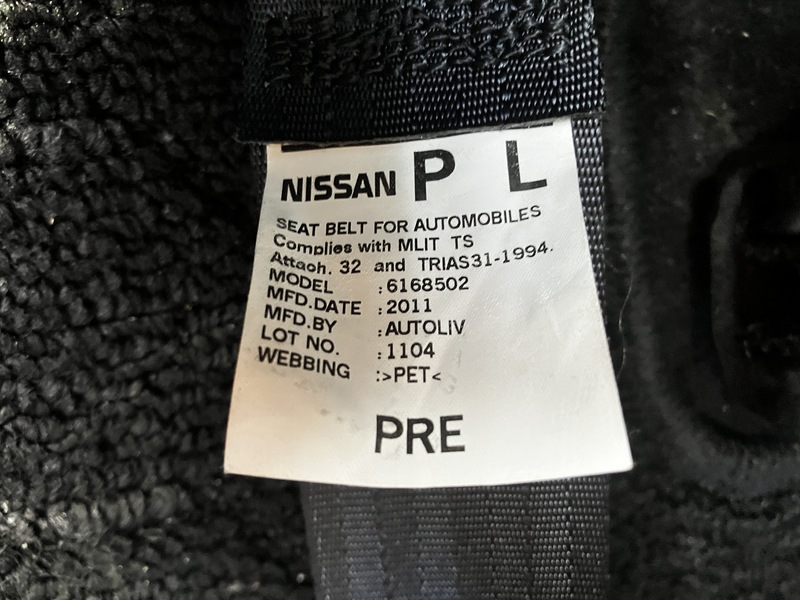 NISSAN P L
SEAT BELT FOR AUTOMOBILES
Complies with MLIT TS
Attach. 32 and TRIAS31-1994.
MODEL :6168502
MFD.DATE :2011
MFD.BY :AUTOLIV
LOT NO. :1104
WEBBING :>PET<
PRE